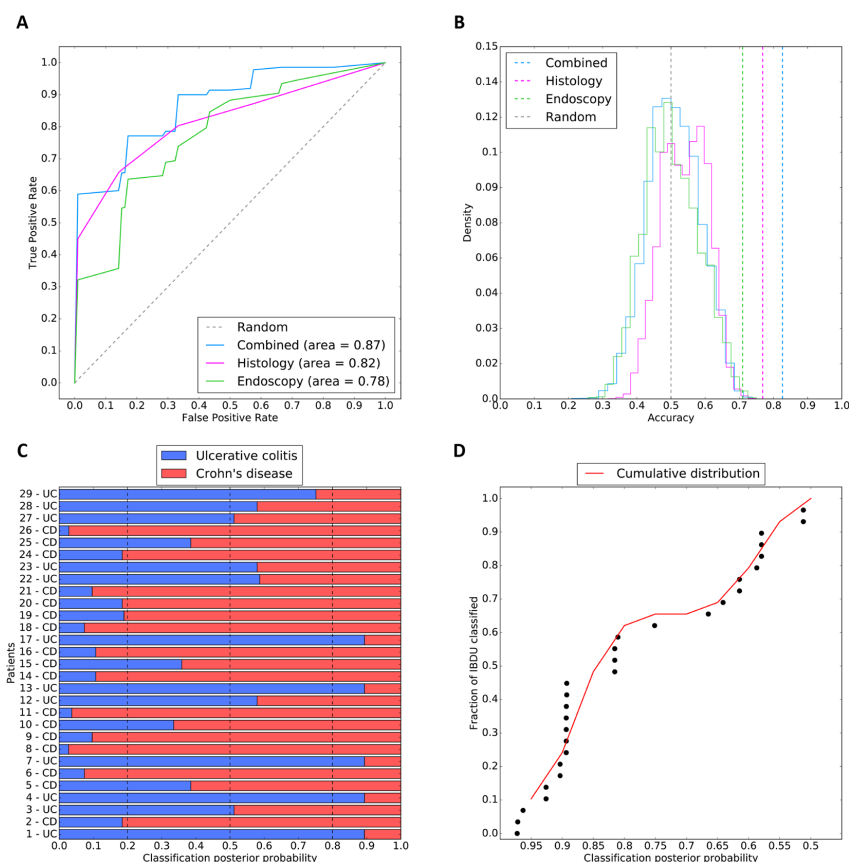 A
1.0
0.9
0.8
0.7
0.6
0.5
0.4
0.3
0.2
0.1
0.0
True Positive Rate
Random
Combined (area = 0.87)
Histology (area = 0.82)
Endoscopy (area = 0.78)
0.0 0.1 0.2 0.3 0.4 0.5 0.6 0.7 0.8 0.9 1.0
False Positive Rate
B
0.15
0.14
0.12
0.1
0.09
0.08
0.06
0.04
0.03
0.02
0.0
Density
Combined
Histology
Endoscopy
Random
0.0 0.1 0.2 0.3 0.4 0.5 0.6 0.7 0.8 0.9 1.0
Accuracy
C
Ulcerative colitis
Crohn's disease
29 - UC
28 - UC
27 - UC
26 - CD
25 - CD
24 - CD
23 - UC
22 - UC
21 - CD
20 - CD
19 - CD
18 - CD
17 - UC
16 - CD
15 - CD
14 - CD
13 - UC
12 - UC
11 - CD
10 - CD
9 - CD
8 - CD
7 - UC
6 - CD
5 - CD
4 - UC
3 - UC
2 - CD
1 - UC
Patients
0.0 0.1 0.2 0.3 0.4 0.5 0.6 0.7 0.8 0.9 1.0
Classification posterior probability
D
Cumulative distribution
1.0
0.9
0.8
0.7
0.6
0.5
0.4
0.3
0.2
0.1
0.0
Fraction of IBDU classified
0.95 0.9 0.85 0.8 0.75 0.7 0.65 0.6 0.55 0.5
Classification posterior probability